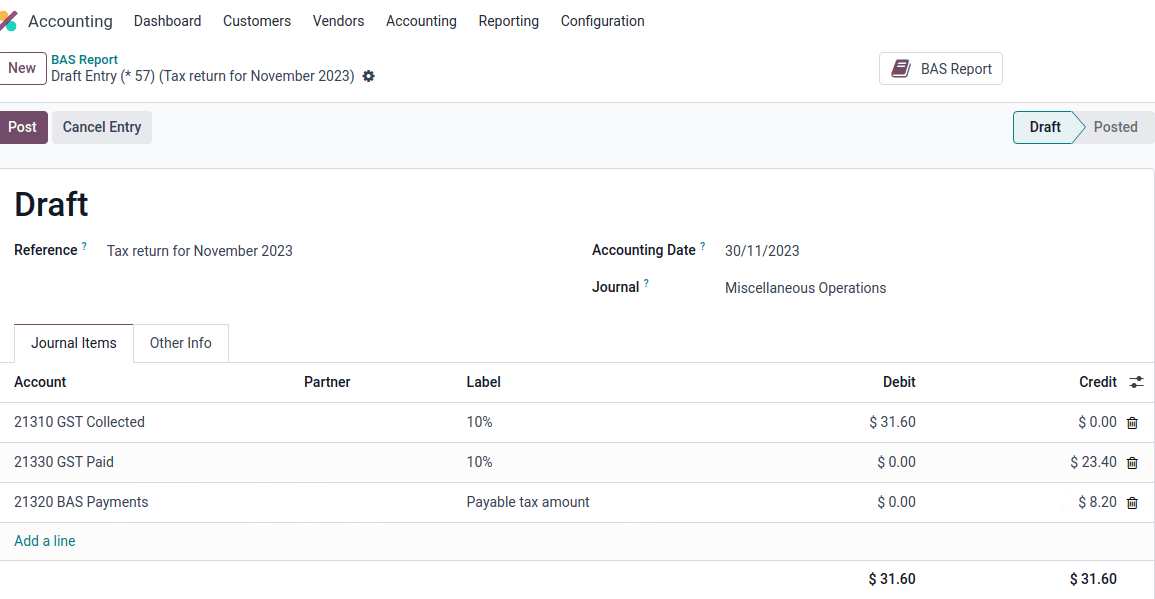 Accounting Dashboard Customers Vendors Accounting Reporting Configuration
New
BAS Report
Draft Entry (* 57) (Tax return for November 2023)
BAS Report
Post Cancel Entry Draft Posted
Draft
Reference ? Tax return for November 2023
Accounting Date ? 30/11/2023
Journal ? Miscellaneous Operations
Journal Items Other Info
Account Partner Label Debit Credit
21310 GST Collected 10% $ 31.60 $ 0.00
21330 GST Paid 10% $ 0.00 $ 23.40
21320 BAS Payments Payable tax amount $ 0.00 $ 8.20
Add a line
$ 31.60 $ 31.60